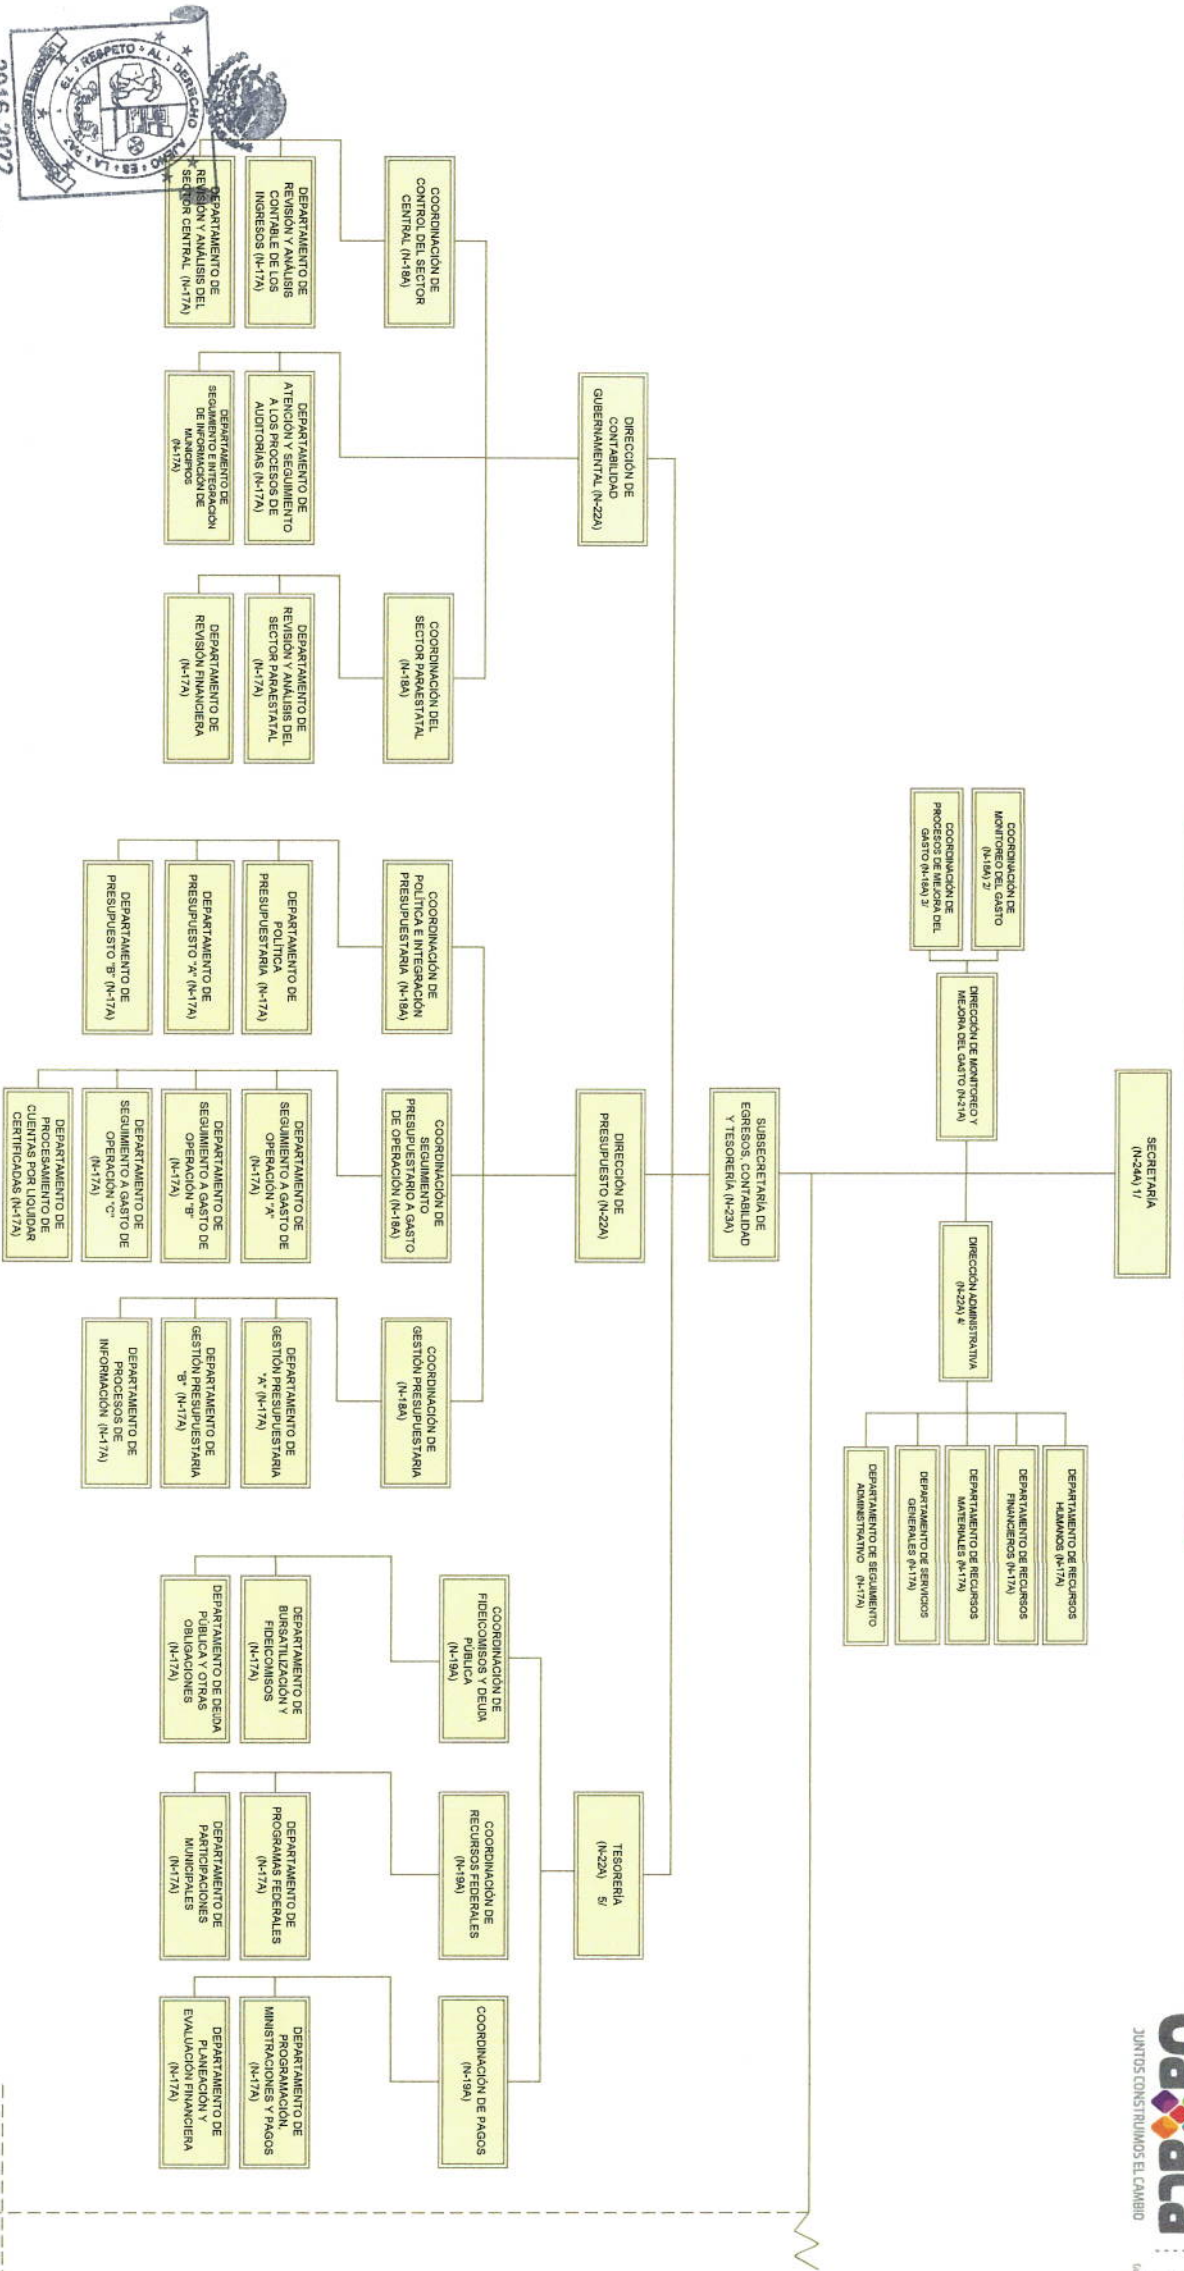 JUNTOS CONSTRUIMOS EL CAMBIO
SECRETARÍA
(N-24A) 1/
COORDINACIÓN DE
MONITOREO DEL GASTO
(N-18A) 2/
COORDINACIÓN DE
PROCESOS DE MEJORA DEL
GASTO (N-18A) 3/
DIRECCIÓN DE MONITOREO Y
MEJORA DEL GASTO (N-21A)
DIRECCIÓN ADMINISTRATIVA
(N-22A) 4/
DEPARTAMENTO DE RECURSOS
HUMANOS (N-17A)
DEPARTAMENTO DE RECURSOS
FINANCIEROS (N-17A)
DEPARTAMENTO DE RECURSOS
MATERIALES (N-17A)
DEPARTAMENTO DE SERVICIOS
GENERALES (N-17A)
DEPARTAMENTO DE SEGUIMIENTO
ADMINISTRATIVO (N-17A)
SUBSECRETARÍA DE
EGRESOS, CONTABILIDAD
Y TESORERÍA (N-23A)
DIRECCIÓN DE
CONTABILIDAD
GUBERNAMENTAL (N-22A)
DIRECCIÓN DE
PRESUPUESTO (N-22A)
TESORERÍA
(N-22A) 5/
COORDINACIÓN DE
CONTROL DEL SECTOR
CENTRAL (N-18A)
DEPARTAMENTO DE
REVISIÓN Y ANÁLISIS
CONTABLE DE LOS
INGRESOS (N-17A)
DEPARTAMENTO DE
REVISIÓN Y ANÁLISIS DEL
SECTOR CENTRAL (N-17A)
DEPARTAMENTO DE
ATENCIÓN Y SEGUIMIENTO
A LOS PROCESOS DE
AUDITORÍAS (N-17A)
DEPARTAMENTO DE
SEGUIMIENTO E INTEGRACIÓN
DE INFORMACIÓN DE
MUNICIPIOS
(N-17A)
COORDINACIÓN DEL
SECTOR PARAESTATAL
(N-18A)
DEPARTAMENTO DE
REVISIÓN Y ANÁLISIS DEL
SECTOR PARAESTATAL
(N-17A)
DEPARTAMENTO DE
REVISIÓN FINANCIERA
(N-17A)
COORDINACIÓN DE
POLÍTICA E INTEGRACIÓN
PRESUPUESTARIA (N-18A)
DEPARTAMENTO DE
POLÍTICA
PRESUPUESTARIA (N-17A)
DEPARTAMENTO DE
PRESUPUESTO "A" (N-17A)
DEPARTAMENTO DE
PRESUPUESTO "B" (N-17A)
COORDINACIÓN DE
SEGUIMIENTO
PRESUPUESTARIO A GASTO
DE OPERACIÓN (N-18A)
DEPARTAMENTO DE
SEGUIMIENTO A GASTO DE
OPERACIÓN "A"
(N-17A)
DEPARTAMENTO DE
SEGUIMIENTO A GASTO DE
OPERACIÓN "B"
(N-17A)
DEPARTAMENTO DE
SEGUIMIENTO A GASTO DE
OPERACIÓN "C"
(N-17A)
DEPARTAMENTO DE
PROCESAMIENTO DE
CUENTAS POR LIQUIDAR
CERTIFICADAS (N-17A)
COORDINACIÓN DE
GESTIÓN PRESUPUESTARIA
(N-18A)
DEPARTAMENTO DE
GESTIÓN PRESUPUESTARIA
"A" (N-17A)
DEPARTAMENTO DE
GESTIÓN PRESUPUESTARIA
"B" (N-17A)
DEPARTAMENTO DE
PROCESOS DE
INFORMACIÓN (N-17A)
COORDINACIÓN DE
FIDEICOMISOS Y DEUDA
PÚBLICA
(N-19A)
DEPARTAMENTO DE
BURSATILIZACIÓN Y
FIDEICOMISOS
(N-17A)
DEPARTAMENTO DE DEUDA
PÚBLICA Y OTRAS
OBLIGACIONES
(N-17A)
COORDINACIÓN DE
RECURSOS FEDERALES
(N-19A)
DEPARTAMENTO DE
PROGRAMAS FEDERALES
(N-17A)
DEPARTAMENTO DE
PARTICIPACIONES
MUNICIPALES
(N-17A)
COORDINACIÓN DE PAGOS
(N-19A)
DEPARTAMENTO DE
PROGRAMACIÓN,
MINISTRACIONES Y PAGOS
(N-17A)
DEPARTAMENTO DE
PLANEACIÓN Y
EVALUACIÓN FINANCIERA
(N-17A)
EL RESPETO AL DERECHO AJENO ES LA PAZ
2016-2022